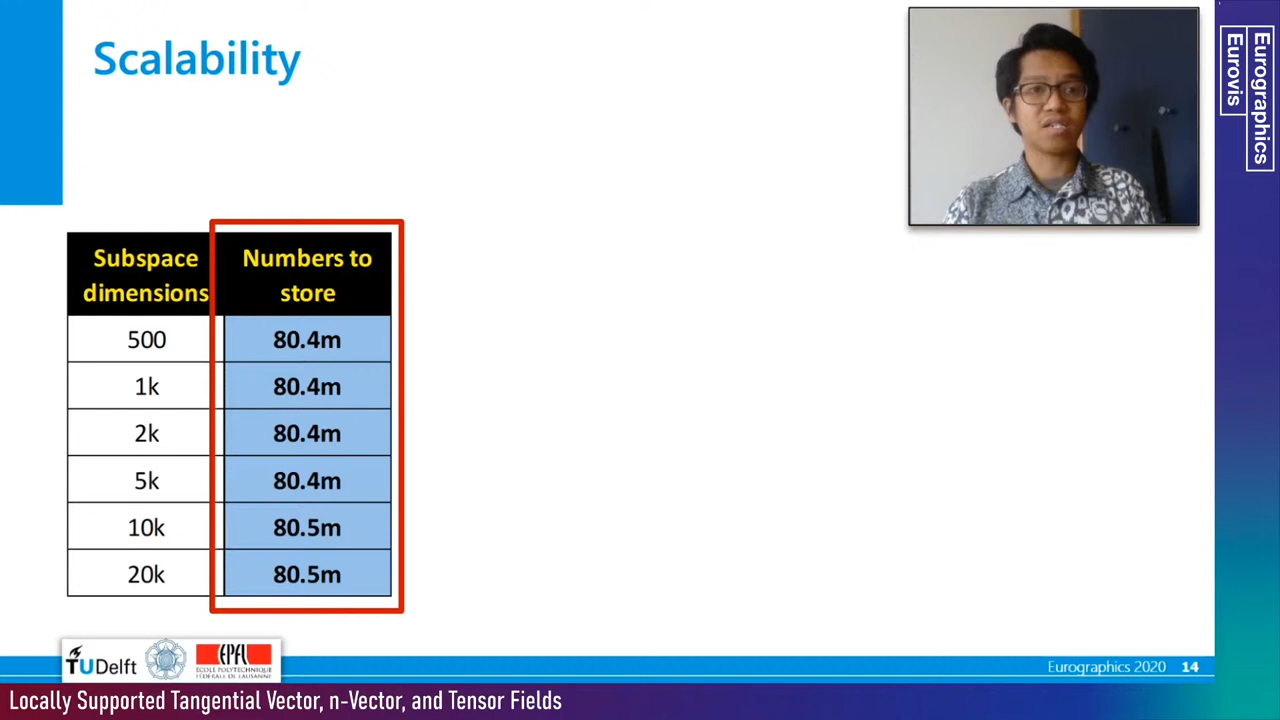 Scalability
Eurographics
Eurovis
Subspace dimensions
Numbers to store
500 80.4m
1k 80.4m
2k 80.4m
5k 80.4m
10k 80.5m
20k 80.5m
TUDelft
EPFL
ÉCOLE POLYTECHNIQUE
FÉDÉRALE DE LAUSANNE
Eurographics 2020 14
Locally Supported Tangential Vector, n-Vector, and Tensor Fields